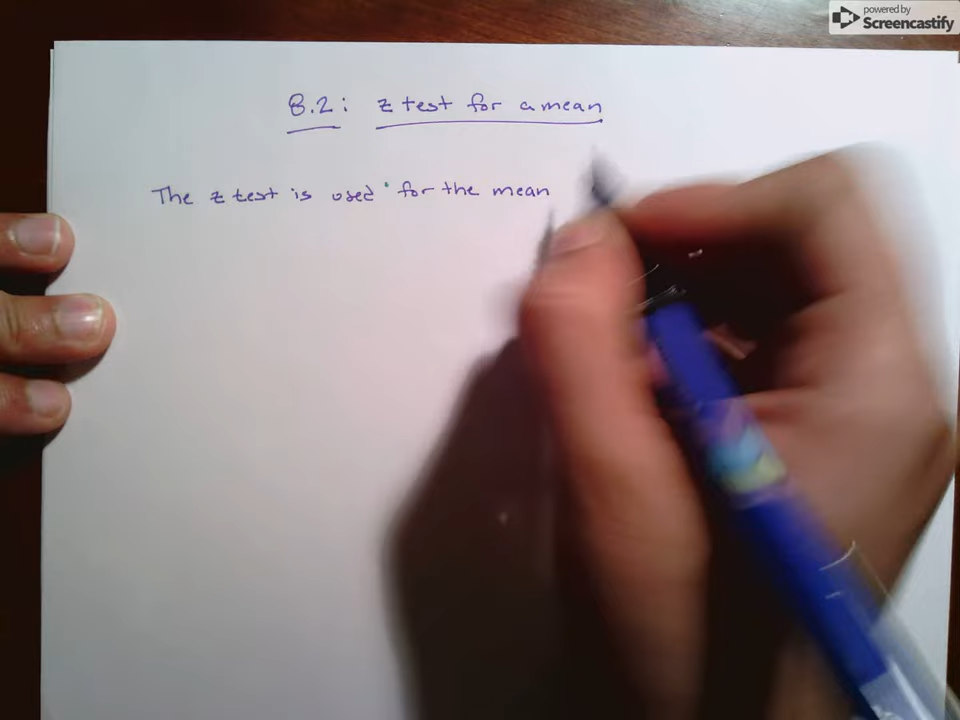 powered by
Screencastify
8.2: z test for a mean
The z test is used for the mean